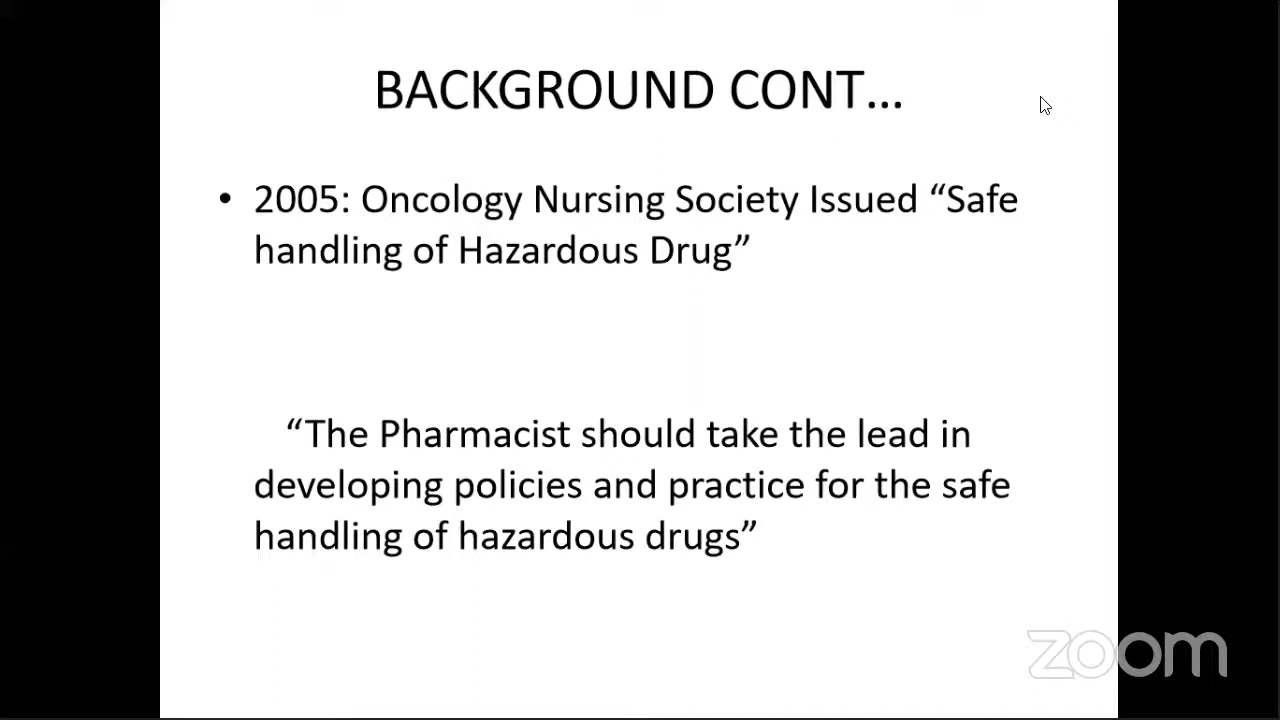 BACKGROUND CONT...
• 2005: Oncology Nursing Society Issued “Safe
handling of Hazardous Drug”
“The Pharmacist should take the lead in
developing policies and practice for the safe
handling of hazardous drugs”
zoom